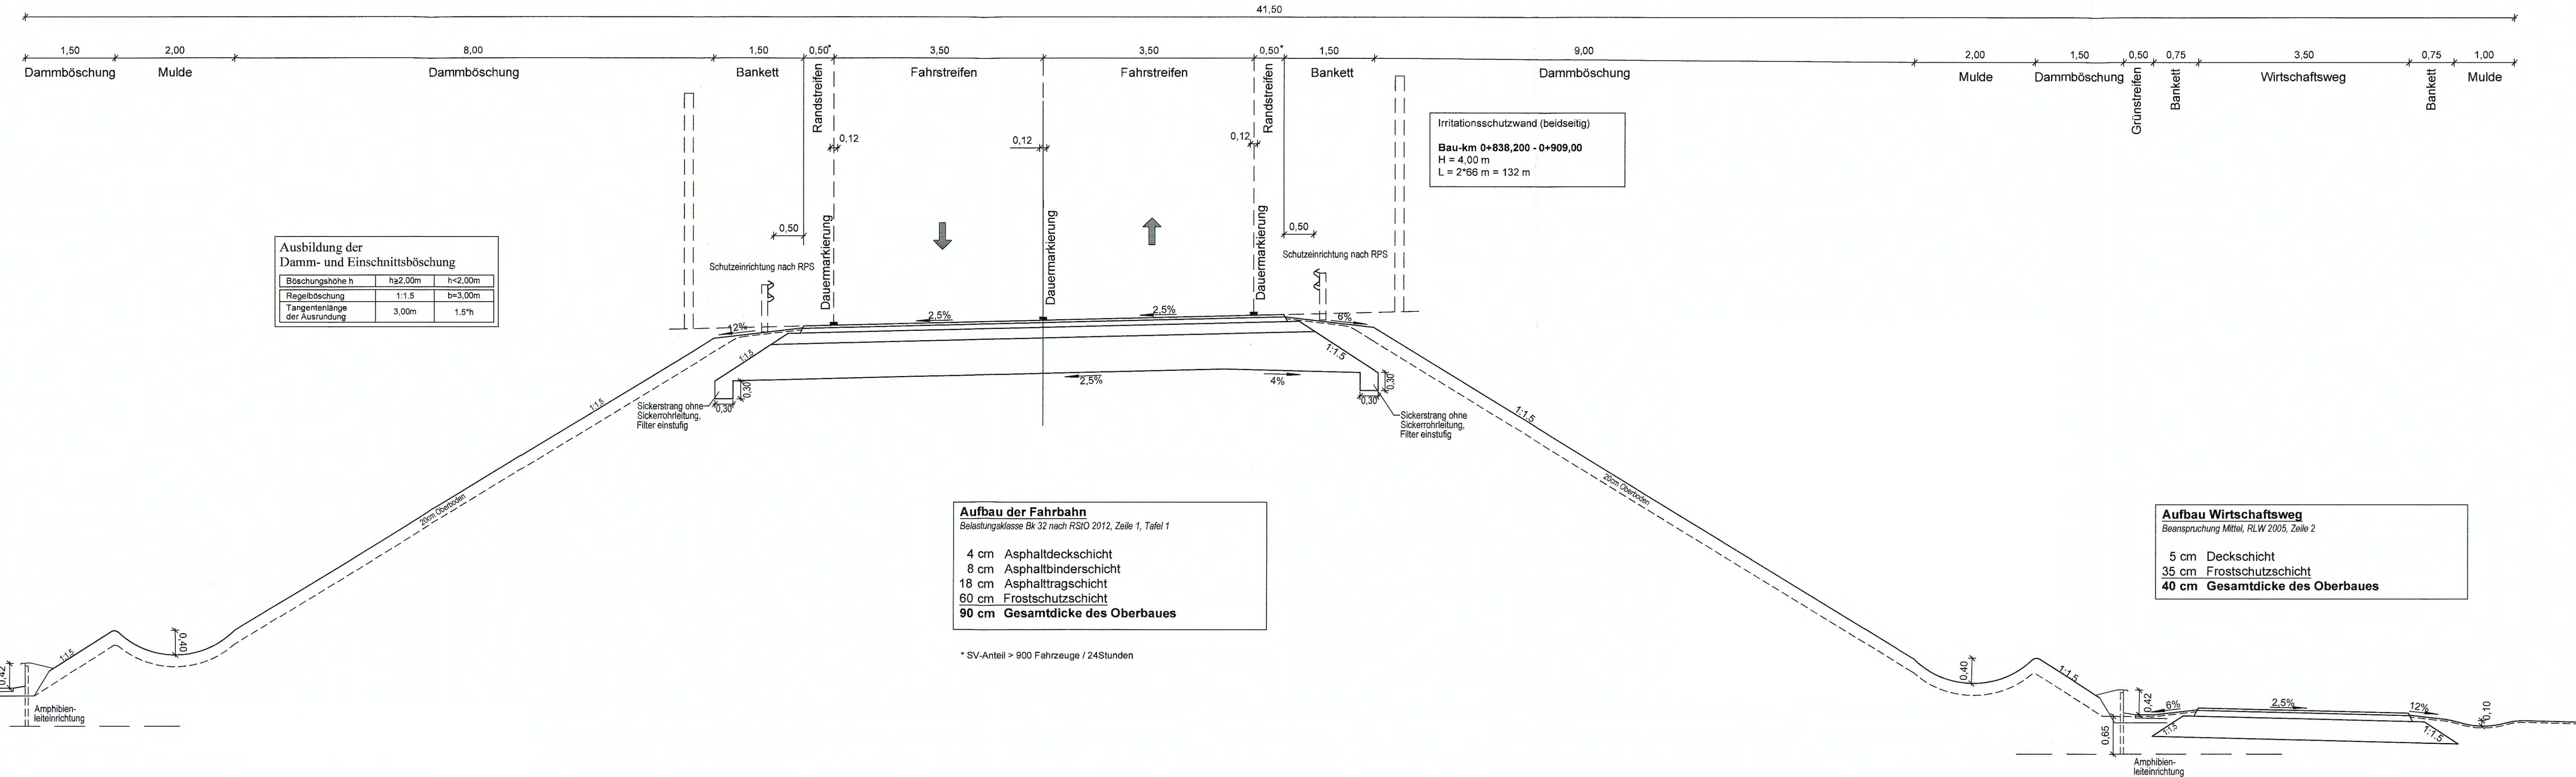 41,50
1,50 2,00 8,00 1,50 0,50* 3,50 3,50 0,50* 1,50 9,00 2,00 1,50 0,50 0,75 3,50 0,75 1,00
Dammböschung Mulde Dammböschung Bankett Randstreifen Fahrstreifen Fahrstreifen Randstreifen Bankett Dammböschung Mulde Dammböschung Grünstreifen Bankett Wirtschaftsweg Bankett Mulde
0,12 0,12 0,12
Irritationsschutzwand (beidseitig)
Bau-km 0+838,200 - 0+909,00
H = 4,00 m
L = 2*66 m = 132 m
Ausbildung der
Damm- und Einschnittsböschung
Böschungshöhe h h≥2,00m h<2,00m
Regelböschung 1:1.5 b=3,00m
Tangentenlänge
der Ausrundung 3,00m 1.5*h
0,50 Dauermarkierung Dauermarkierung Dauermarkierung 0,50
Schutzeinrichtung nach RPS Schutzeinrichtung nach RPS
12% 2,5% 2,5% 6%
1:1.5 1:1.5
2,5% 4%
0,30 0,30
0,30 0,30
Sickerstrang ohne
Sickerrohrleitung,
Filter einstufig
Sickerstrang ohne
Sickerrohrleitung,
Filter einstufig
1:1.5 1:1.5
20cm Oberboden 20cm Oberboden
Aufbau der Fahrbahn
Belastungsklasse Bk 32 nach RStO 2012, Zeile 1, Tafel 1
4 cm Asphaltdeckschicht
8 cm Asphaltbinderschicht
18 cm Asphalttragschicht
60 cm Frostschutzschicht
90 cm Gesamtdicke des Oberbaues
* SV-Anteil > 900 Fahrzeuge / 24Stunden
Aufbau Wirtschaftsweg
Beanspruchung Mittel, RLW 2005, Zeile 2
5 cm Deckschicht
35 cm Frostschutzschicht
40 cm Gesamtdicke des Oberbaues
0,42 1:1.5 0,40
Amphibien-
leiteinrichtung
0,40 1:1.5 0,42 6% 2,5% 12% 0,10
0,65 1:1.5 1:1.5
Amphibien-
leiteinrichtung